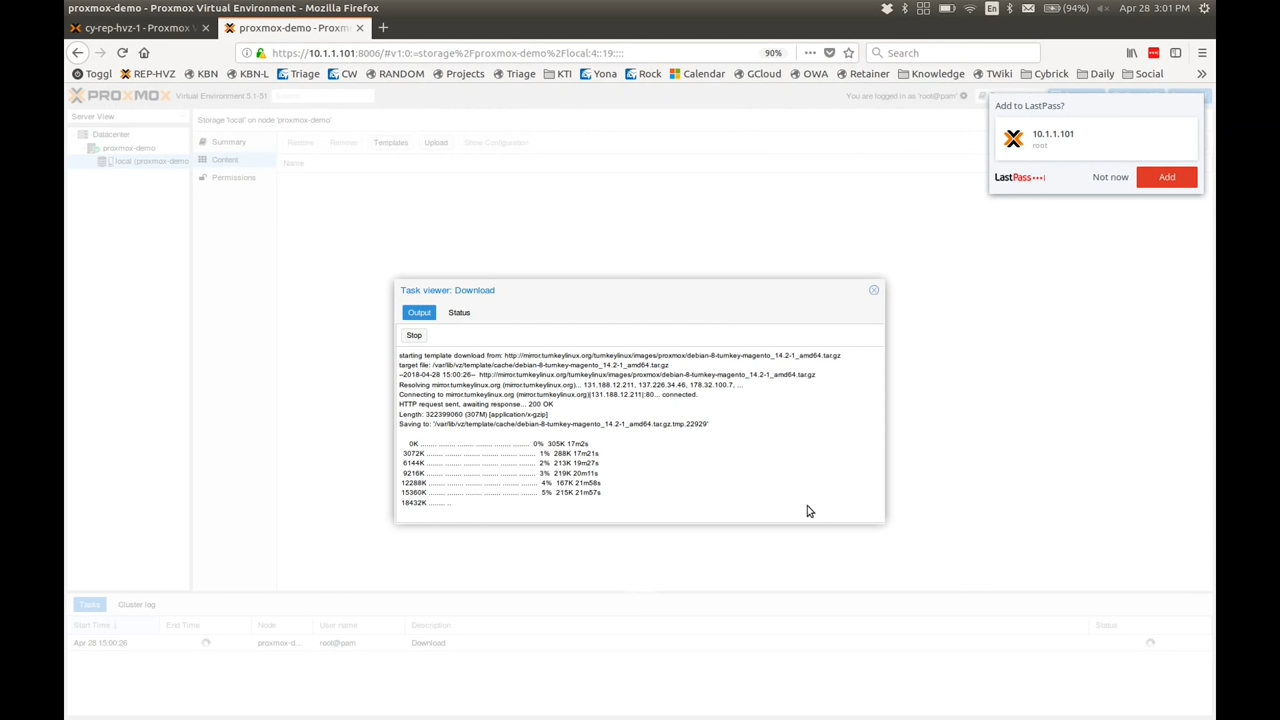 proxmox-demo - Proxmox Virtual Environment - Mozilla Firefox
En
(94%)
Apr 28 3:01 PM
cy-rep-hvz-1 - Proxmox V
proxmox-demo - Proxm
https://10.1.1.101:8006/#v1:0:=storage%2Fproxmox-demo%2Flocal:4::19::::
90%
Search
Toggl REP-HVZ KBN KBN-L Triage CW RANDOM Projects Triage KTI Yona Rock Calendar GCloud OWA Retainer Knowledge TWiki Cybrick Daily Social
PROXMOX Virtual Environment 5.1-51 Search
You are logged in as 'root@pam'
Server View
Storage 'local' on node 'proxmox-demo'
Datacenter
proxmox-demo
local (proxmox-demo
Summary
Content
Permissions
Restore Remove Templates Upload Show Configuration
Name
Add to LastPass?
10.1.1.101
root
LastPass
Not now
Add
Task viewer: Download
Output Status
Stop
starting template download from: http://mirror.turnkeylinux.org/turnkeylinux/images/proxmox/debian-8-turnkey-magento_14.2-1_amd64.tar.gz
target file: /var/lib/vz/template/cache/debian-8-turnkey-magento_14.2-1_amd64.tar.gz
--2018-04-28 15:00:26-- http://mirror.turnkeylinux.org/turnkeylinux/images/proxmox/debian-8-turnkey-magento_14.2-1_amd64.tar.gz
Resolving mirror.turnkeylinux.org (mirror.turnkeylinux.org)... 131.188.12.211, 137.226.34.46, 178.32.100.7, ...
Connecting to mirror.turnkeylinux.org (mirror.turnkeylinux.org)|131.188.12.211|:80... connected.
HTTP request sent, awaiting response... 200 OK
Length: 322399060 (307M) [application/x-gzip]
Saving to: '/var/lib/vz/template/cache/debian-8-turnkey-magento_14.2-1_amd64.tar.gz.tmp.22929'
0K ........ ........ ........ ........ ........ ........ 0% 305K 17m2s
3072K ........ ........ ........ ........ ........ ........ 1% 288K 17m21s
6144K ........ ........ ........ ........ ........ ........ 2% 213K 19m27s
9216K ........ ........ ........ ........ ........ ........ 3% 219K 20m11s
12288K ........ ........ ........ ........ ........ ........ 4% 167K 21m58s
15360K ........ ........ ........ ........ ........ ........ 5% 215K 21m57s
18432K ........ ..
Tasks Cluster log
Start Time End Time Node User name Description Status
Apr 28 15:00:26 proxmox-d... root@pam Download